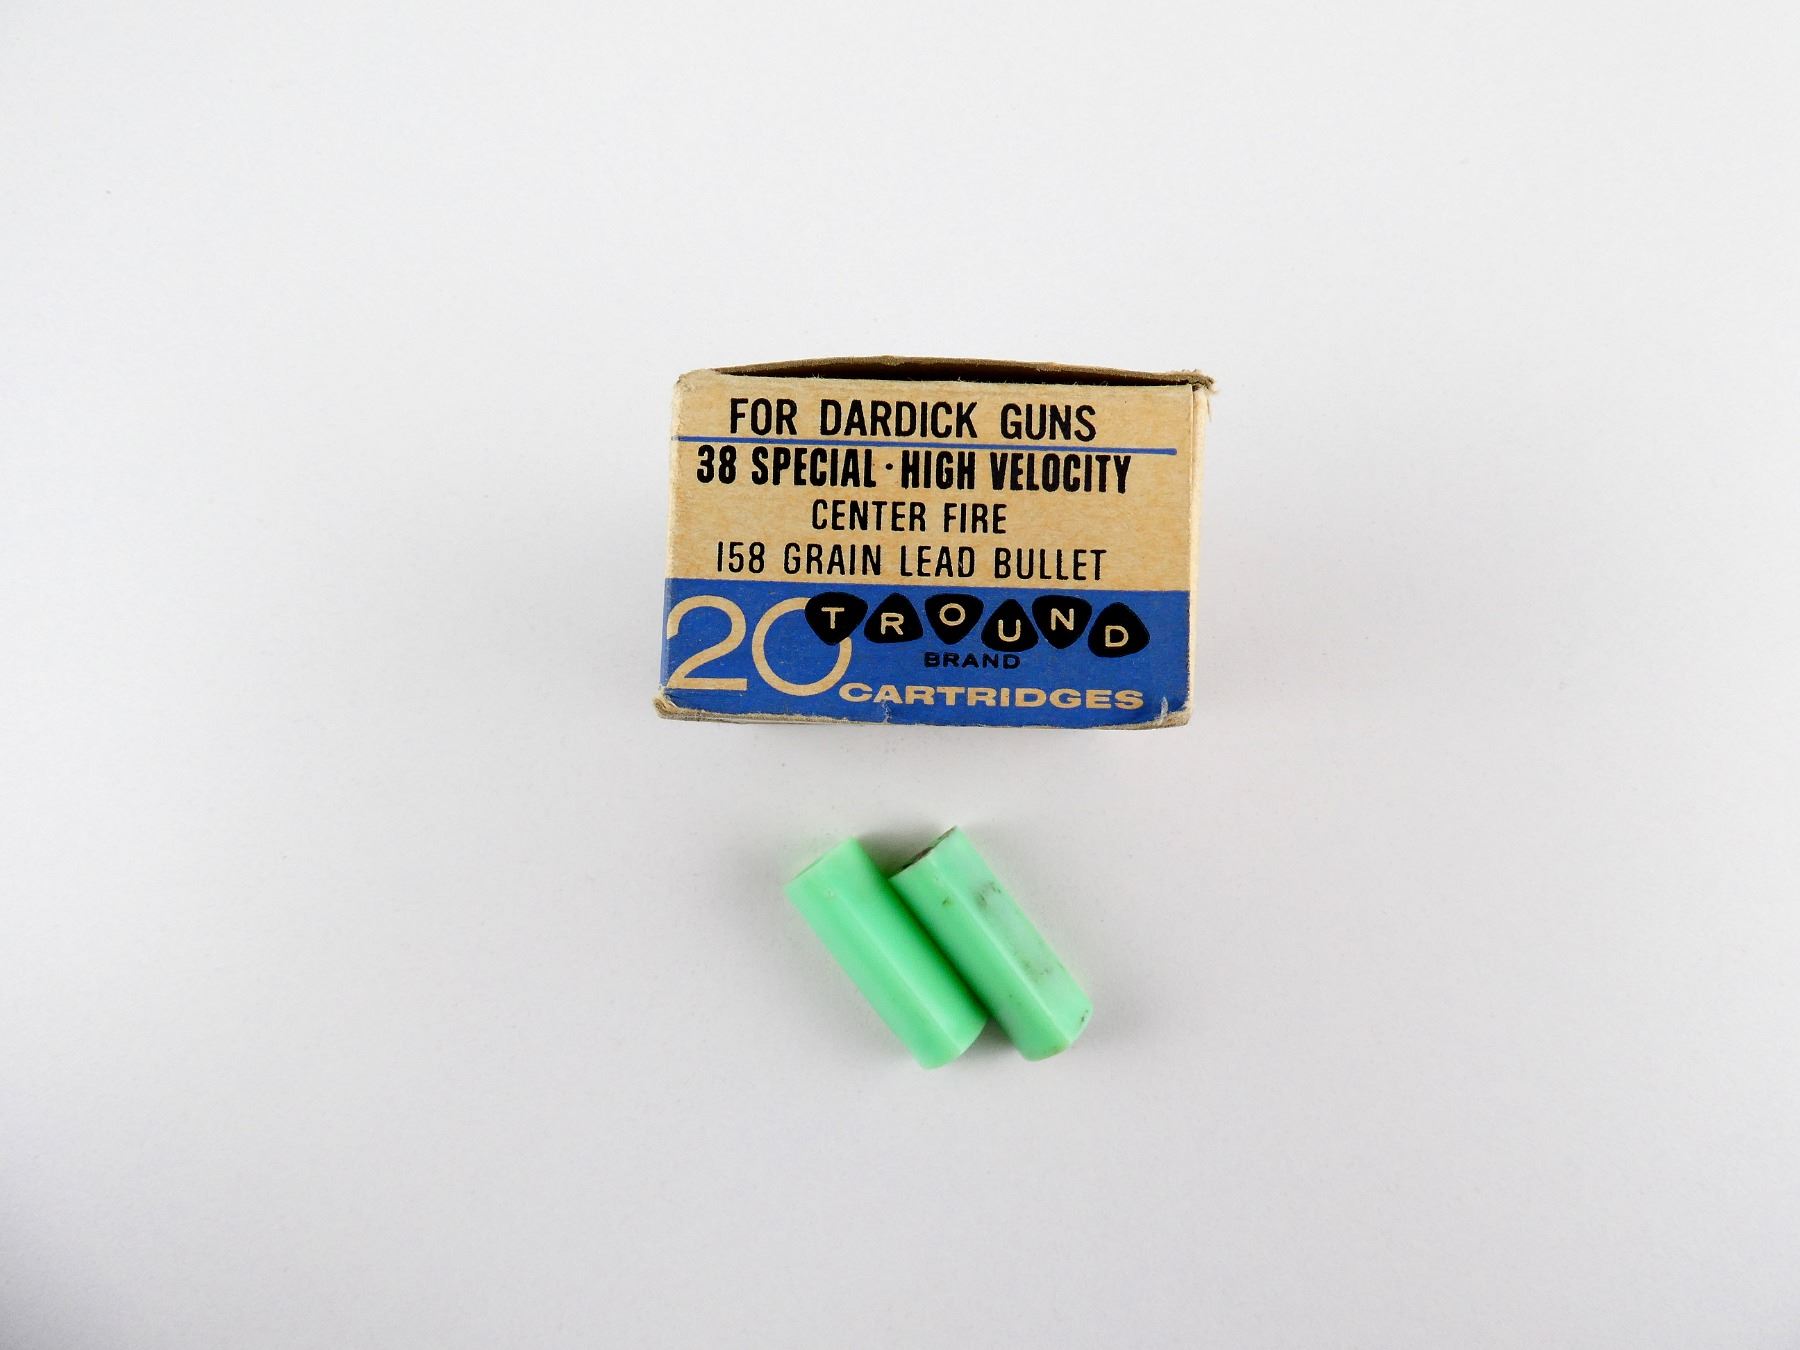 FOR DARDICK GUNS
38 SPECIAL · HIGH VELOCITY
CENTER FIRE
158 GRAIN LEAD BULLET
20 TROUND
BRAND
CARTRIDGES